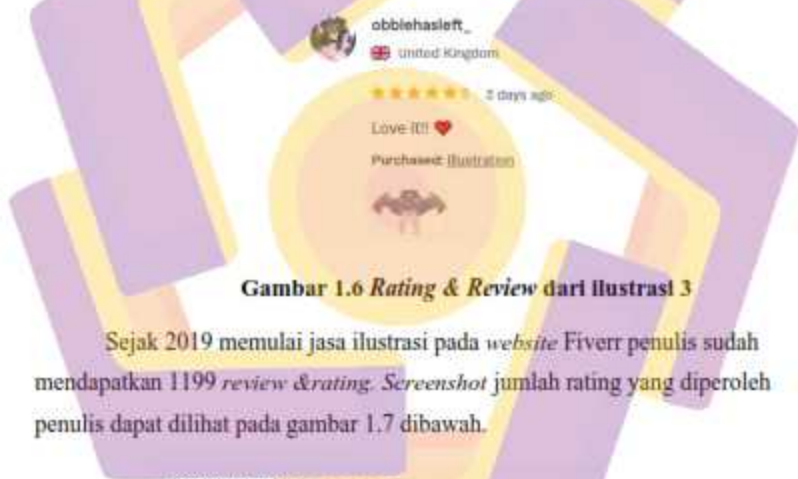 obbiehasleft_
United Kingdom
5 2 days ago
Love it!! ❤
Purchased: Illustration
Gambar 1.6 Rating & Review dari ilustrasi 3
Sejak 2019 memulai jasa ilustrasi pada website Fiverr penulis sudah
mendapatkan 1199 review &rating. Screenshot jumlah rating yang diperoleh
penulis dapat dilihat pada gambar 1.7 dibawah.